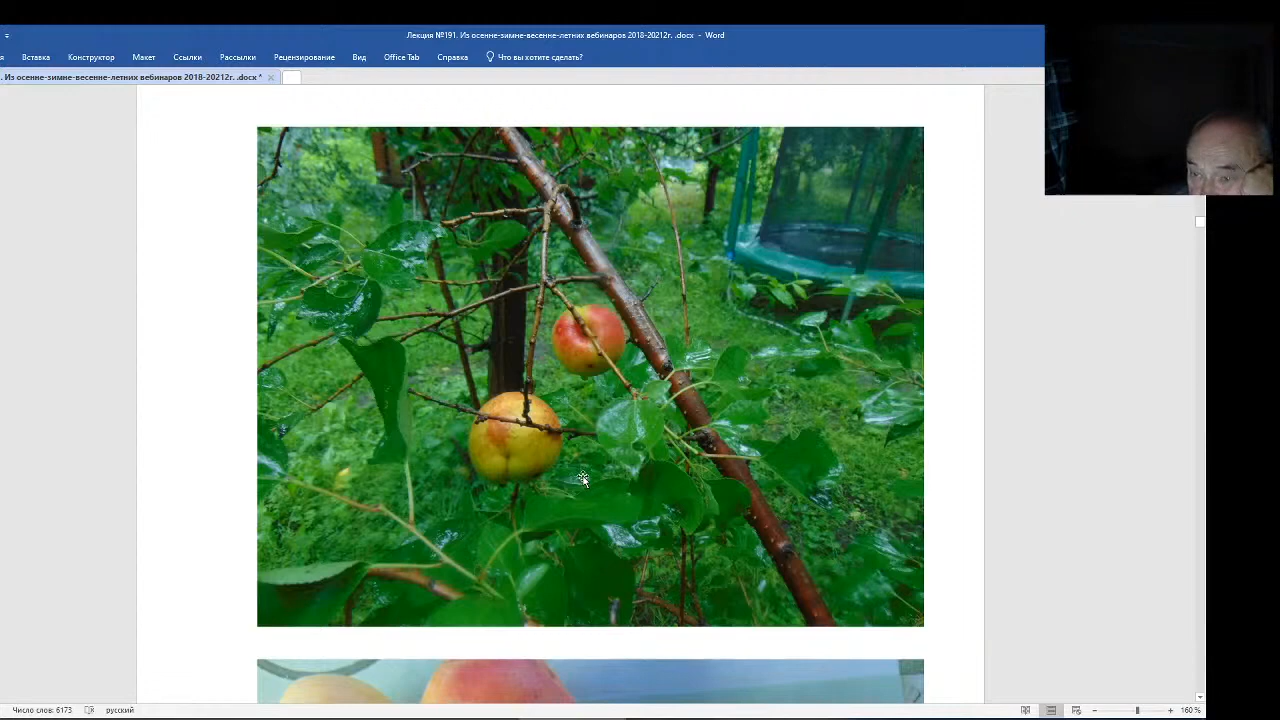 Лекция №191. Из осенне-зимне-весенне-летних вебинаров 2018-20212г. .docx - Word
Вставка Конструктор Макет Ссылки Рассылки Рецензирование Вид Office Tab Справка Что вы хотите сделать?
. Из осенне-зимне-весенне-летних вебинаров 2018-20212г. .docx *
Число слов: 6173 русский 160 %